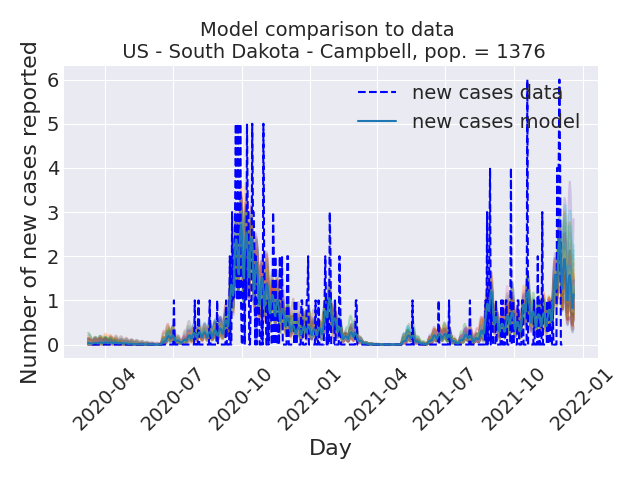 Model comparison to data
US - South Dakota - Campbell, pop. = 1376
Number of new cases reported
6
5
4
3
2
1
0
new cases data
new cases model
2020-04
2020-07
2020-10
2021-01
2021-04
2021-07
2021-10
2022-01
Day